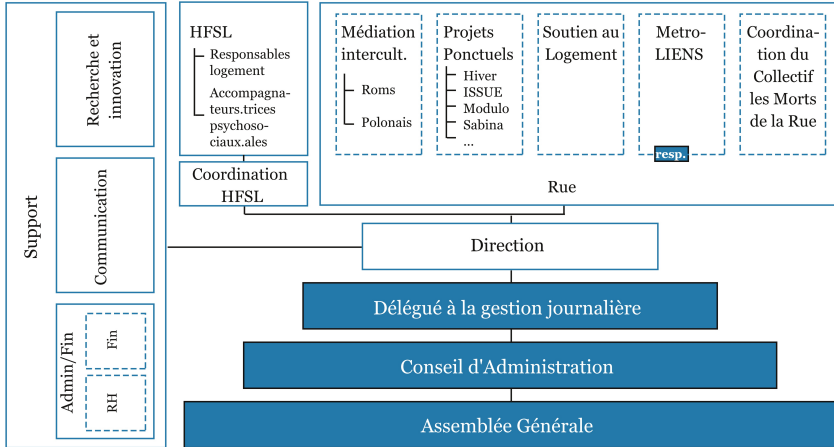 Support
Recherche et
innovation
Communication
Admin/Fin
Fin
RH
HFSL
Responsables
logement
Accompagna-
teurs.trices
psychoso-
ciaux.ales
Coordination
HFSL
Médiation
intercult.
Roms
Polonais
Projets
Ponctuels
Hiver
ISSUE
Modulo
Sabina
...
Soutien au
Logement
Metro-
LIENS
resp.
Coordina-
tion du
Collectif
les Morts
de la Rue
Rue
Direction
Délégué à la gestion journalière
Conseil d'Administration
Assemblée Générale